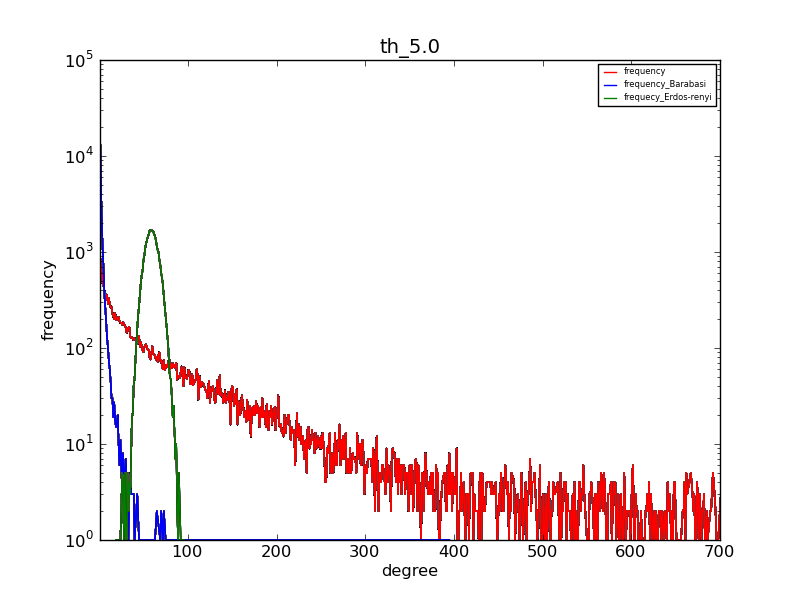 th_5.0
frequency
frequency_Barabasi
frequecy_Erdos-renyi
10^5
10^4
10^3
10^2
10^1
10^0
frequency
100 200 300 400 500 600 700
degree